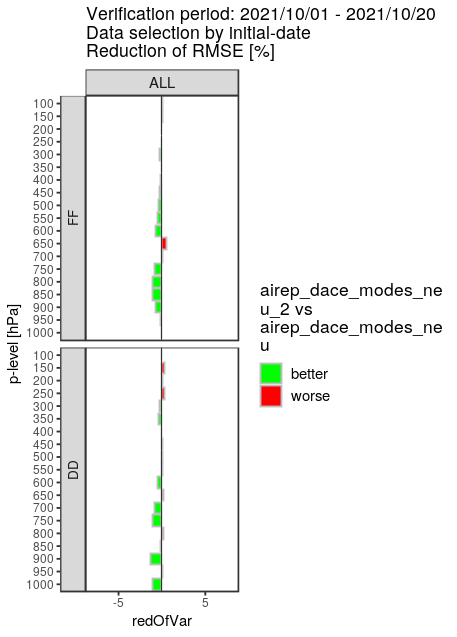 Verification period: 2021/10/01 - 2021/10/20
Data selection by initial-date
Reduction of RMSE [%]
ALL
100
150
200
250
300
400
450
500
550
600
650
700
750
800
850
900
950
1000
FF
100
150
200
250
300
350
400
450
500
550
600
650
700
750
800
850
900
950
1000
DD
p-level [hPa]
-5 5
redOfVar
airep_dace_modes_ne
u_2 vs
airep_dace_modes_ne
u
better
worse